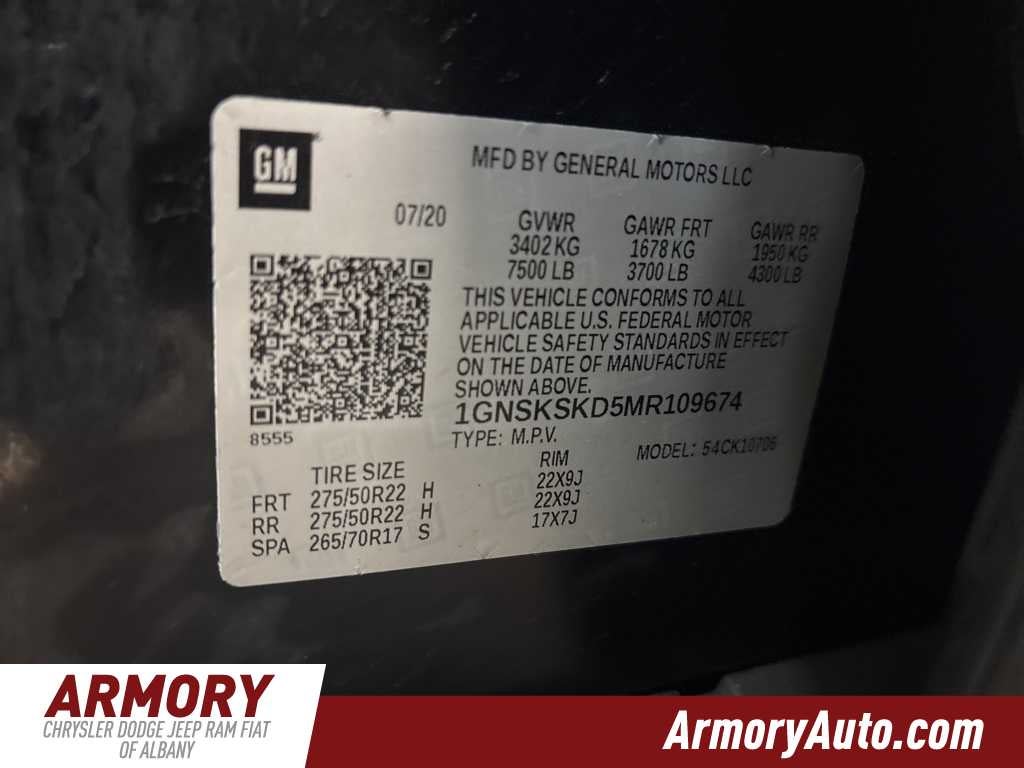 GM
MFD BY GENERAL MOTORS LLC
07/20
GVWR GAWR FRT GAWR RR
3402 KG 1678 KG 1950 KG
7500 LB 3700 LB 4300 LB
THIS VEHICLE CONFORMS TO ALL
APPLICABLE U.S. FEDERAL MOTOR
VEHICLE SAFETY STANDARDS IN EFFECT
ON THE DATE OF MANUFACTURE
SHOWN ABOVE.
1GNSKSKD5MR109674
8555
TYPE: M.P.V. MODEL: 54CK10706
TIRE SIZE RIM
FRT 275/50R22 H 22X9J
RR 275/50R22 H 22X9J
SPA 265/70R17 S 17X7J
ARMORY
CHRYSLER DODGE JEEP RAM FIAT
OF ALBANY
ArmoryAuto.com